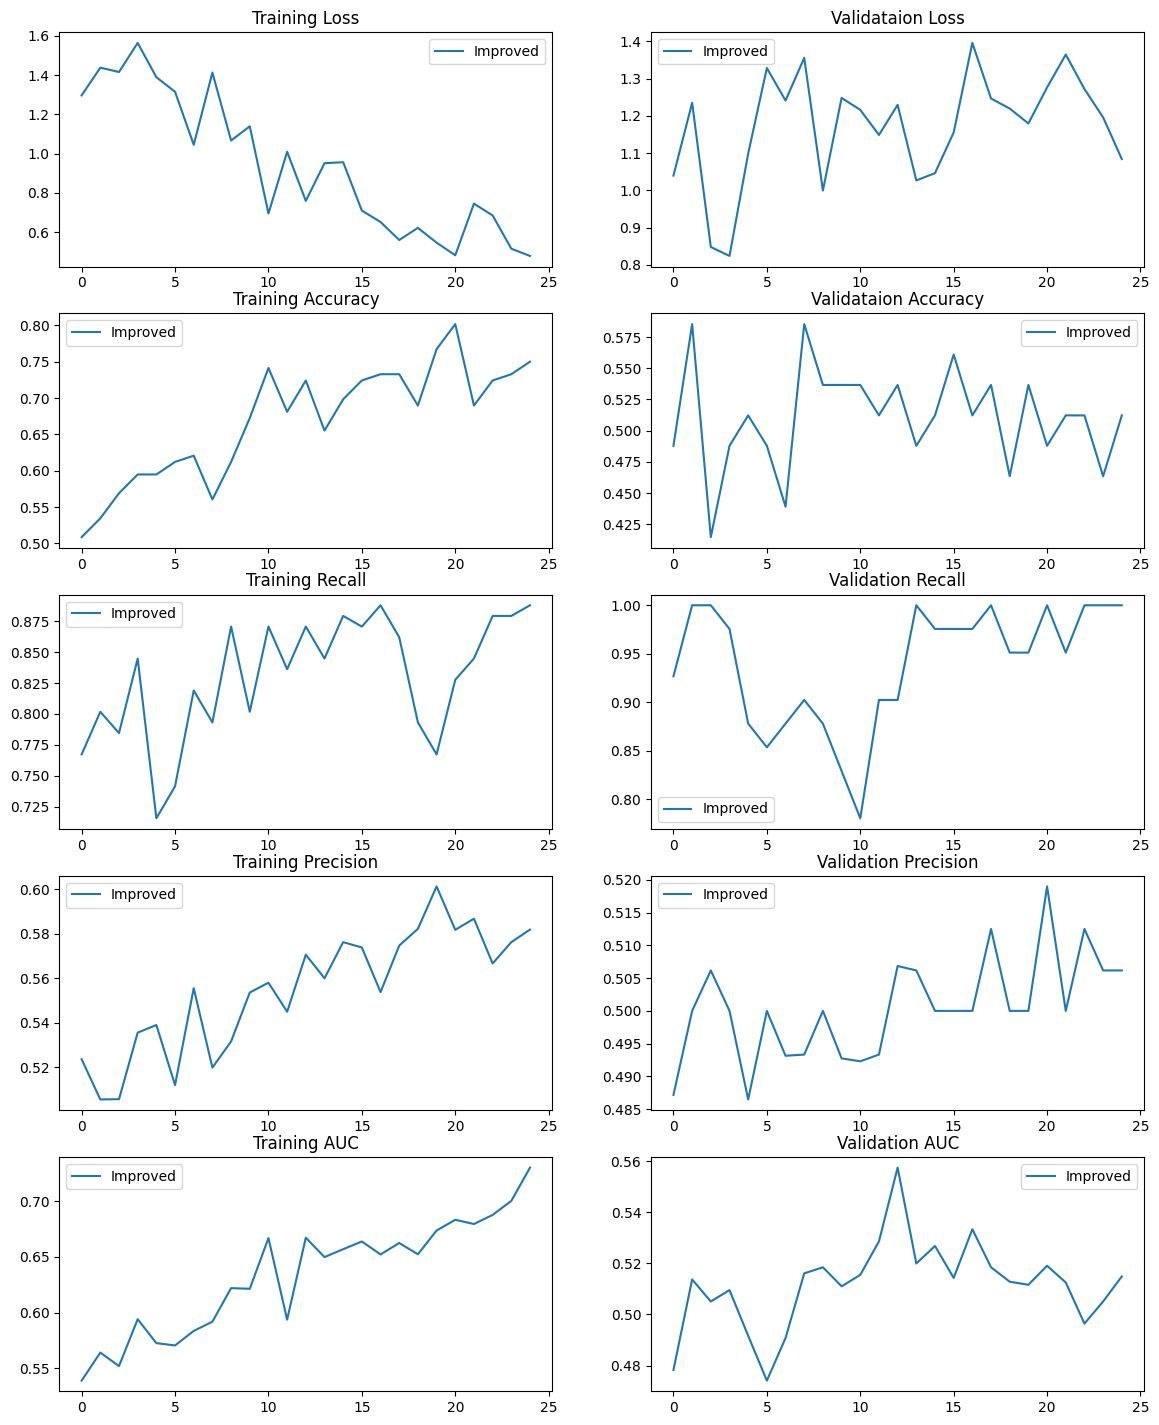 Training Loss
Improved
1.6
1.4
1.2
1.0
0.8
0.6
0 5 10 15 20 25
Validataion Loss
Improved
1.4
1.3
1.2
1.1
1.0
0.9
0.8
0 5 10 15 20 25
Training Accuracy
Improved
0.80
0.75
0.70
0.65
0.60
0.55
0.50
0 5 10 15 20 25
Validataion Accuracy
Improved
0.575
0.550
0.525
0.500
0.475
0.450
0.425
0 5 10 15 20 25
Training Recall
Improved
0.875
0.850
0.825
0.800
0.775
0.750
0.725
0 5 10 15 20 25
Validation Recall
1.00
0.95
0.90
0.85
0.80
Improved
0 5 10 15 20 25
Training Precision
Improved
0.60
0.58
0.56
0.54
0.52
0 5 10 15 20 25
Validation Precision
Improved
0.520
0.515
0.510
0.505
0.500
0.495
0.490
0.485
0 5 10 15 20 25
Training AUC
Improved
0.70
0.65
0.60
0.55
0 5 10 15 20 25
Validation AUC
Improved
0.56
0.54
0.52
0.50
0.48
0 5 10 15 20 25